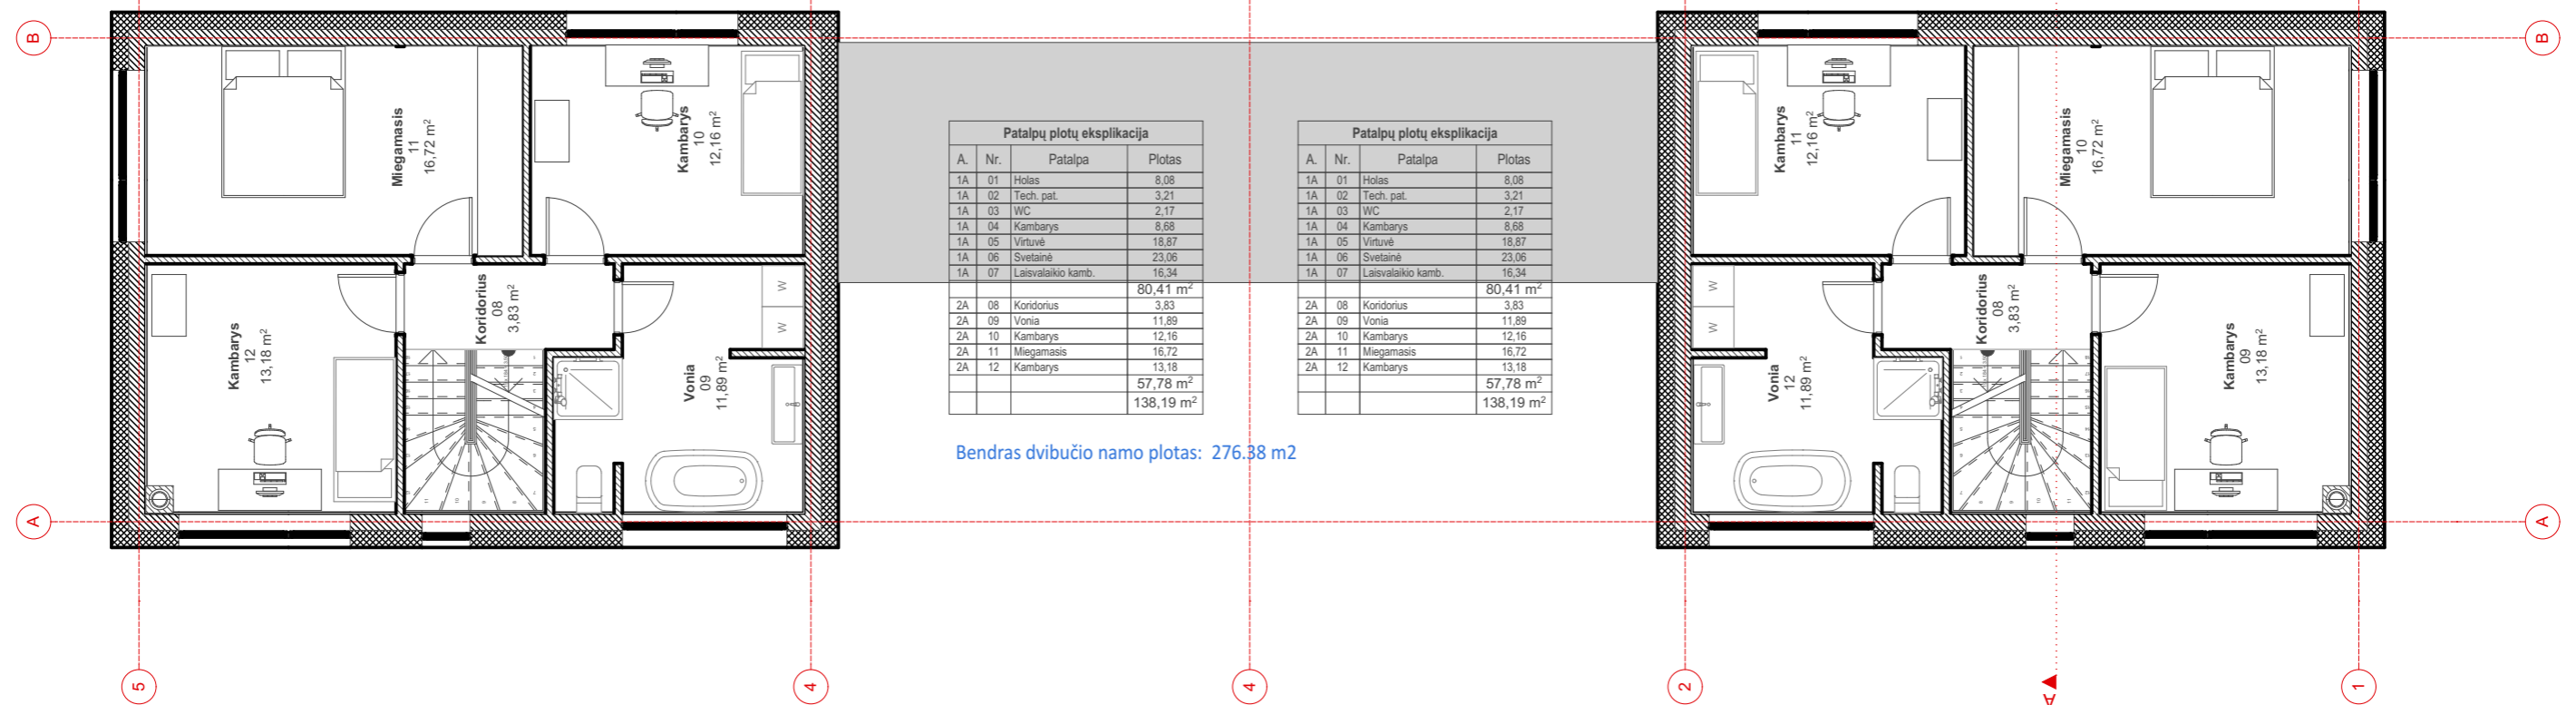 B
B
Miegamasis
11
16,72 m²
Kambarys
10
12,16 m²
Kambarys
12
13,18 m²
Koridorius
08
3,83 m²
Vonia
09
11,89 m²
W
W
Patalpų plotų eksplikacija
A. Nr. Patalpa Plotas
1A 01 Holas 8,08
1A 02 Tech. pat. 3,21
1A 03 WC 2,17
1A 04 Kambarys 8,68
1A 05 Virtuvė 18,87
1A 06 Svetainė 23,06
1A 07 Laisvalaikio kamb. 16,34
80,41 m²
2A 08 Koridorius 3,83
2A 09 Vonia 11,89
2A 10 Kambarys 12,16
2A 11 Miegamasis 16,72
2A 12 Kambarys 13,18
57,78 m²
138,19 m²
Patalpų plotų eksplikacija
A. Nr. Patalpa Plotas
1A 01 Holas 8,08
1A 02 Tech. pat. 3,21
1A 03 WC 2,17
1A 04 Kambarys 8,68
1A 05 Virtuvė 18,87
1A 06 Svetainė 23,06
1A 07 Laisvalaikio kamb. 16,34
80,41 m²
2A 08 Koridorius 3,83
2A 09 Vonia 11,89
2A 10 Kambarys 12,16
2A 11 Miegamasis 16,72
2A 12 Kambarys 13,18
57,78 m²
138,19 m²
Bendras dvibučio namo plotas: 276.38 m2
Kambarys
11
12,16 m²
Miegamasis
10
16,72 m²
W
W
Koridorius
08
3,83 m²
Vonia
12
11,89 m²
Kambarys
09
13,18 m²
A
A
5
4
4
2
A
1